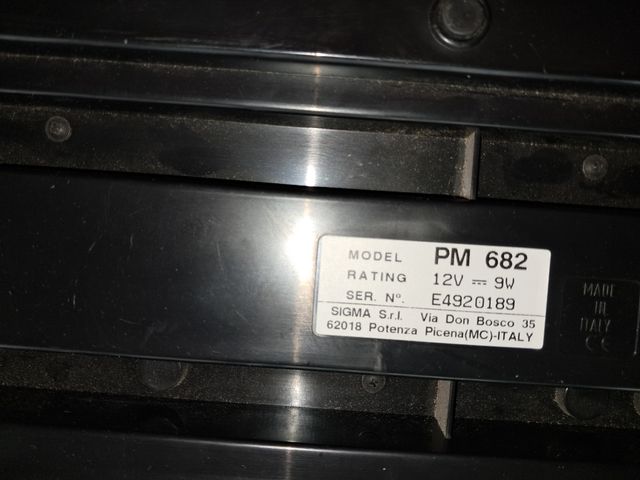 MODEL PM 682
RATING 12V ⎓ 9W
SER. Nº. E4920189
SIGMA S.r.l. Via Don Bosco 35
62018 Potenza Picena(MC)-ITALY
MADE
IN
ITALY
CE